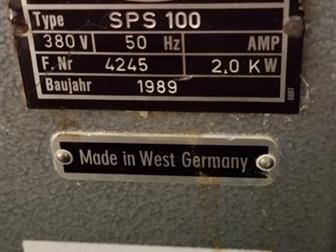 Type SPS 100
380 V 50 Hz AMP
F. Nr 4245 2,0 KW
Baujahr 1989
Made in West Germany